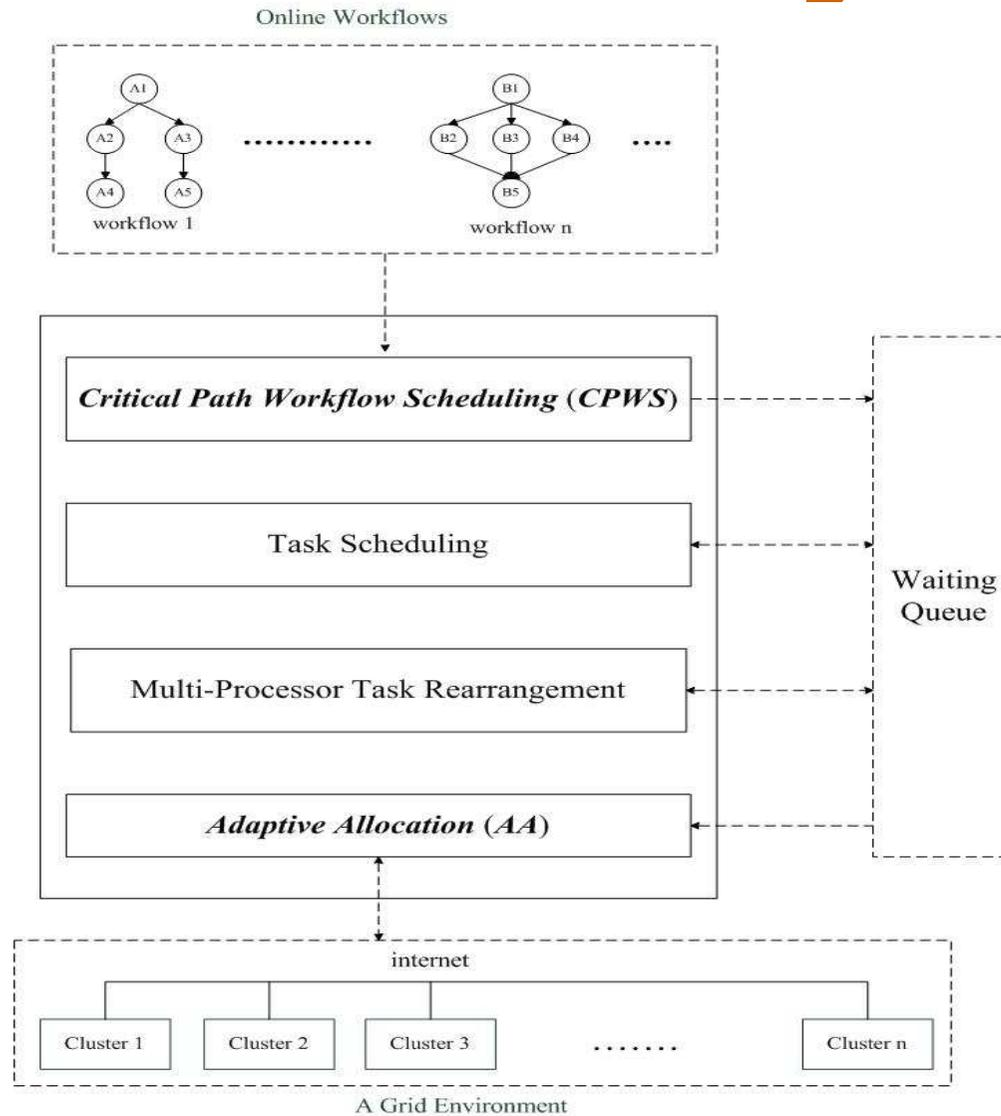 Online Workflows
A1
B1
A2 A3 ............ B2 B3 B4 ....
A4 A5 B5
workflow 1 workflow n
Critical Path Workflow Scheduling (CPWS)
Task Scheduling
Waiting
Queue
Multi-Processor Task Rearrangement
Adaptive Allocation (AA)
internet
Cluster 1 Cluster 2 Cluster 3 ....... Cluster n
A Grid Environment